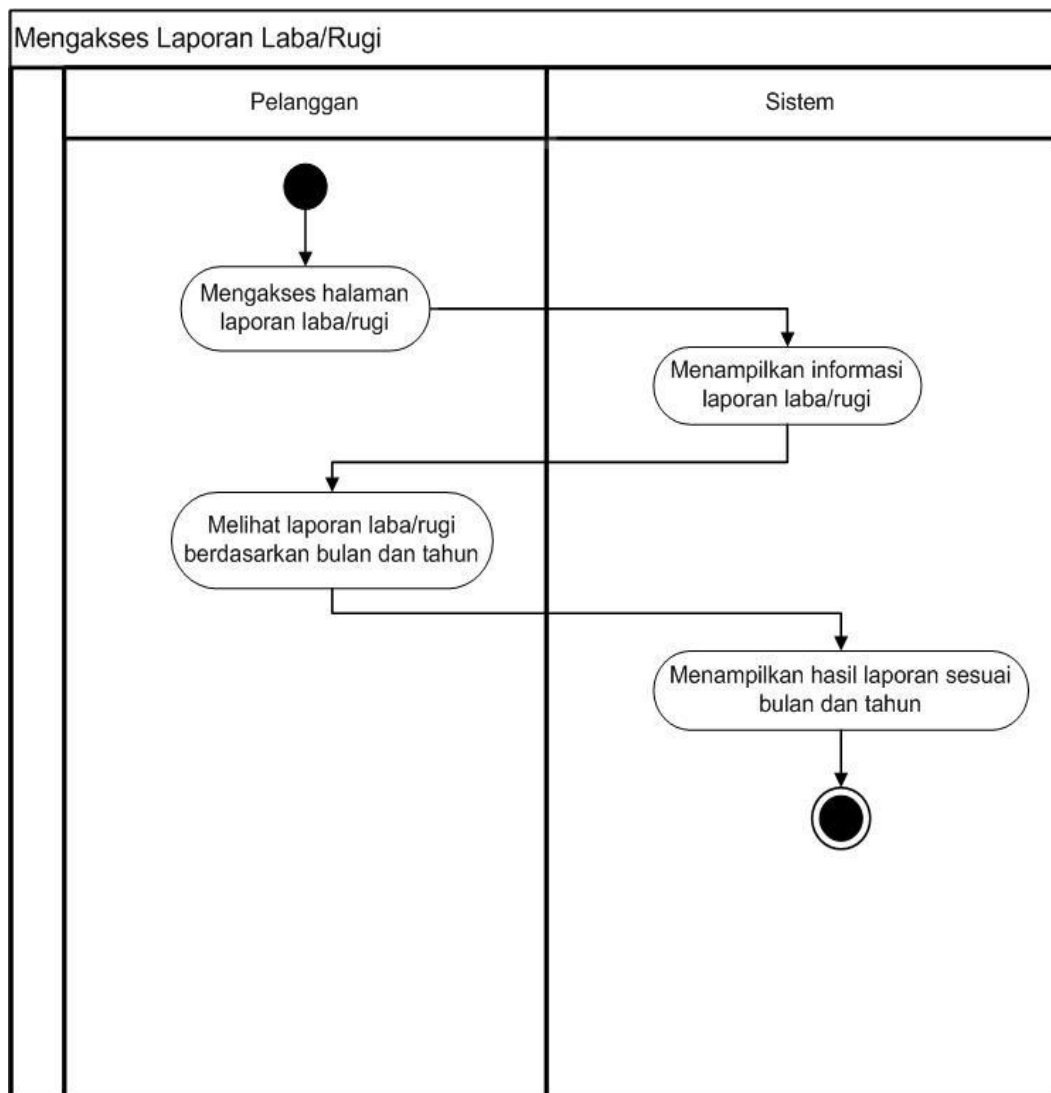 Mengakses Laporan Laba/Rugi
Pelanggan
Sistem
Mengakses halaman
laporan laba/rugi
Menampilkan informasi
laporan laba/rugi
Melihat laporan laba/rugi
berdasarkan bulan dan tahun
Menampilkan hasil laporan sesuai
bulan dan tahun